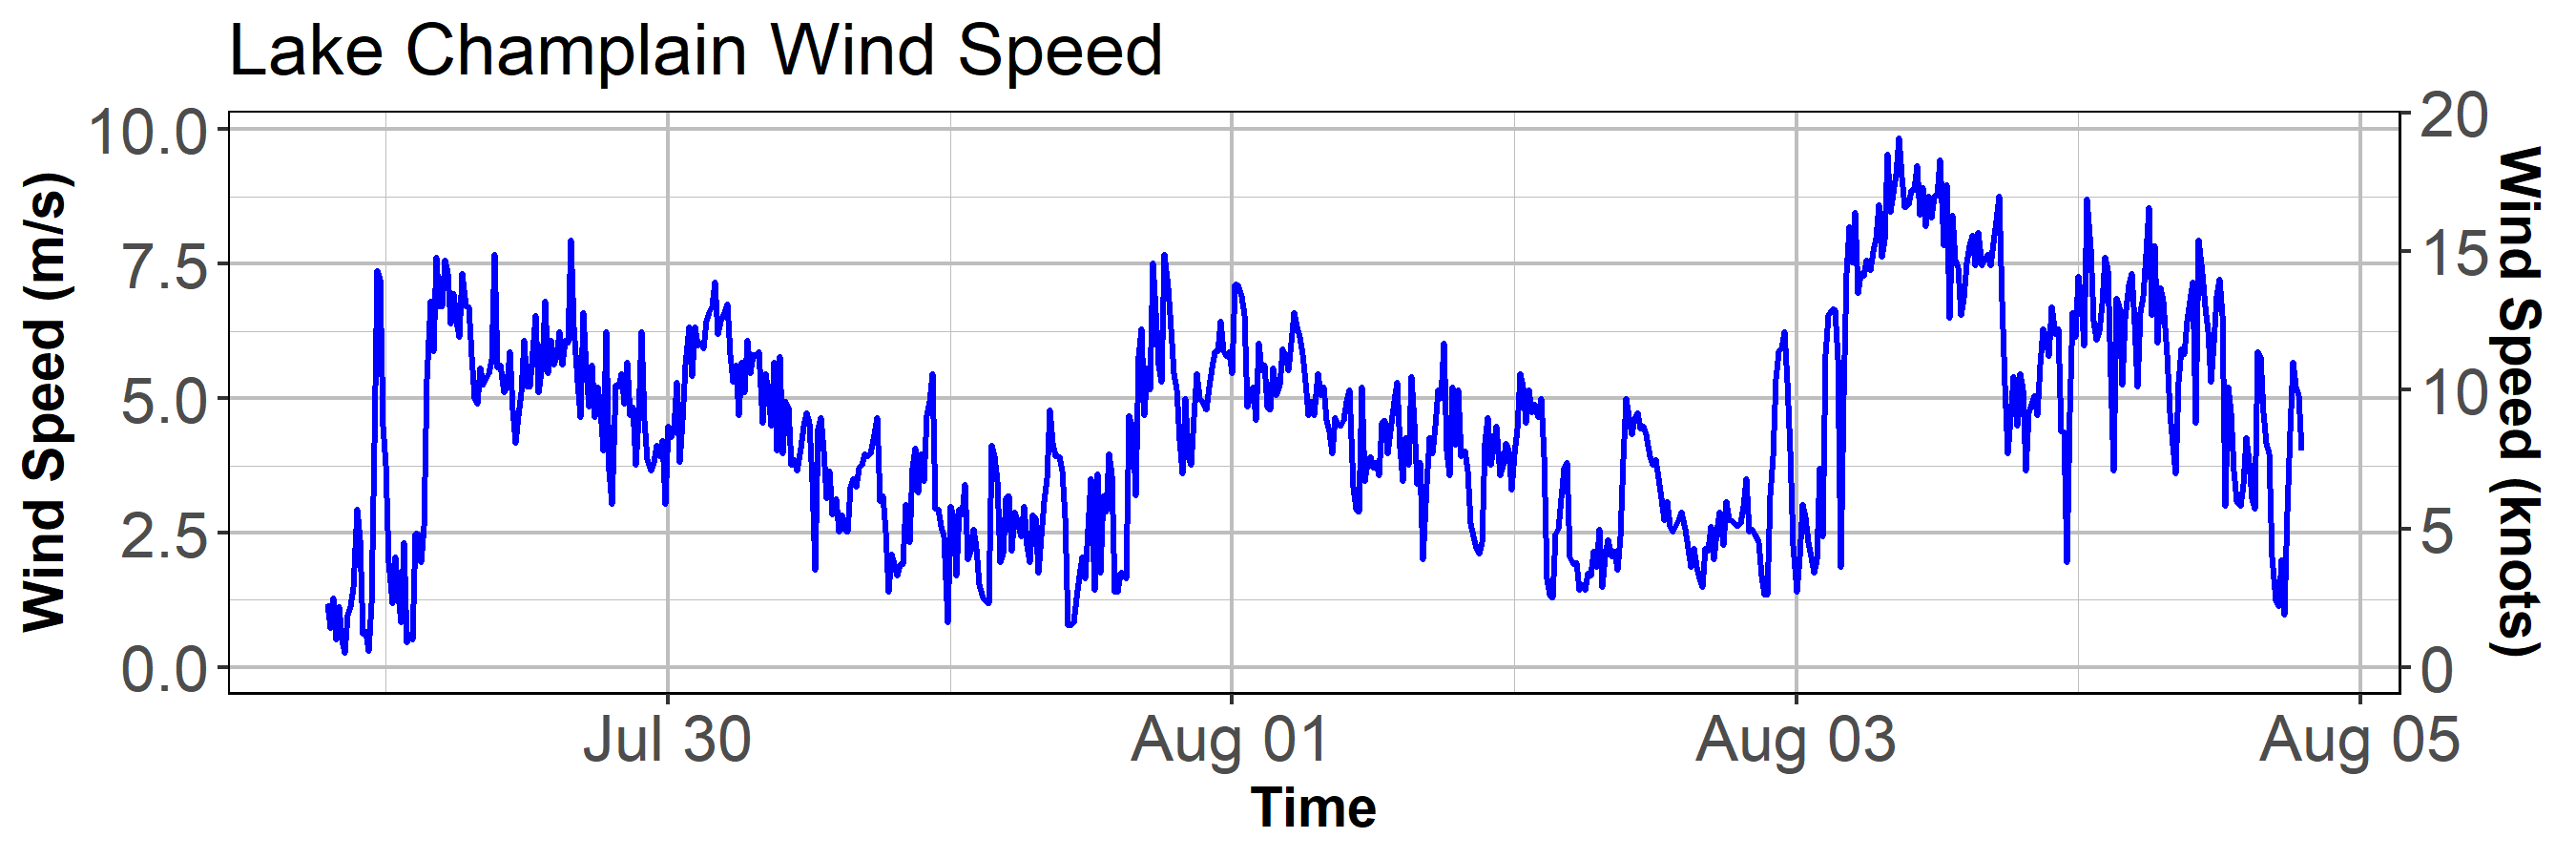 Lake Champlain Wind Speed
Wind Speed (m/s)
10.0
7.5
5.0
2.5
0.0
20
15
10
5
0
Wind Speed (knots)
Jul 30
Aug 01
Aug 03
Aug 05
Time